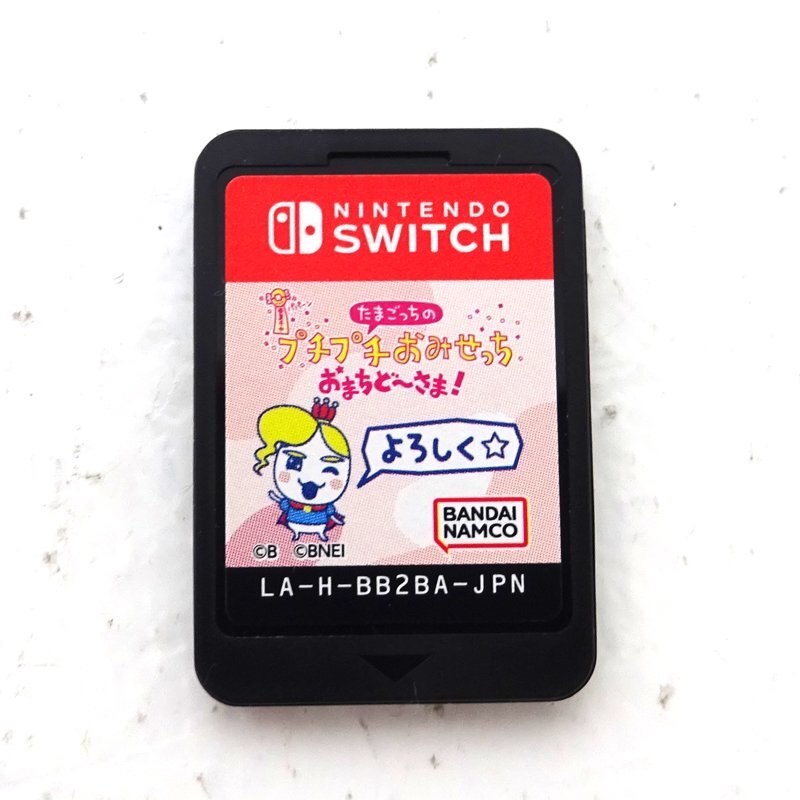 NINTENDO
SWITCH
たまごっちの
プチプチおみせっち
おまちど〜さま!
よろしく☆
BANDAI
NAMCO
©B ©BNEI
LA-H-BB2BA-JPN